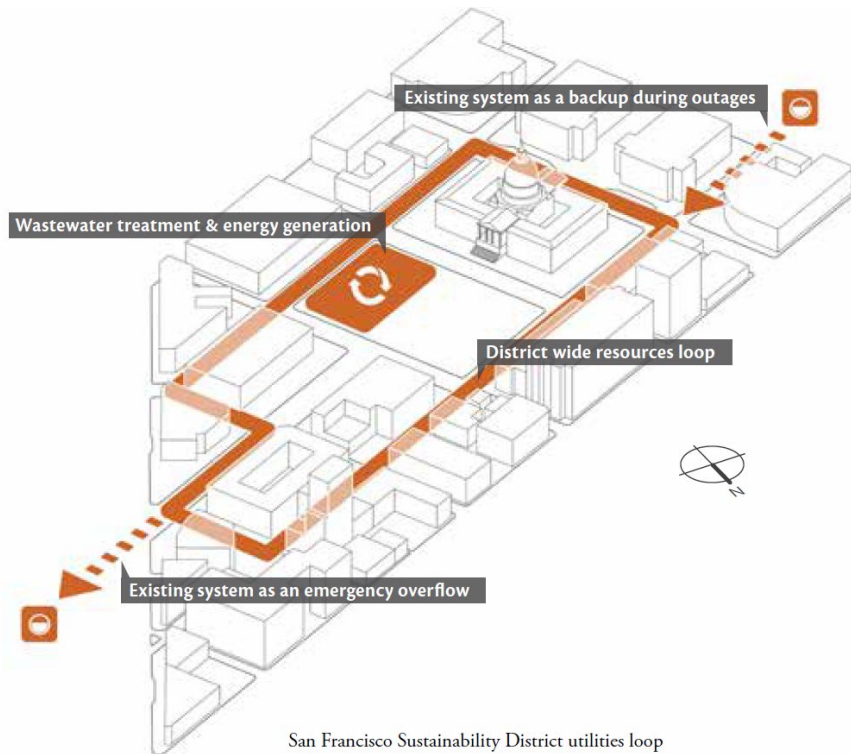 Existing system as a backup during outages
Wastewater treatment & energy generation
District wide resources loop
N
Existing system as an emergency overflow
San Francisco Sustainability District utilities loop